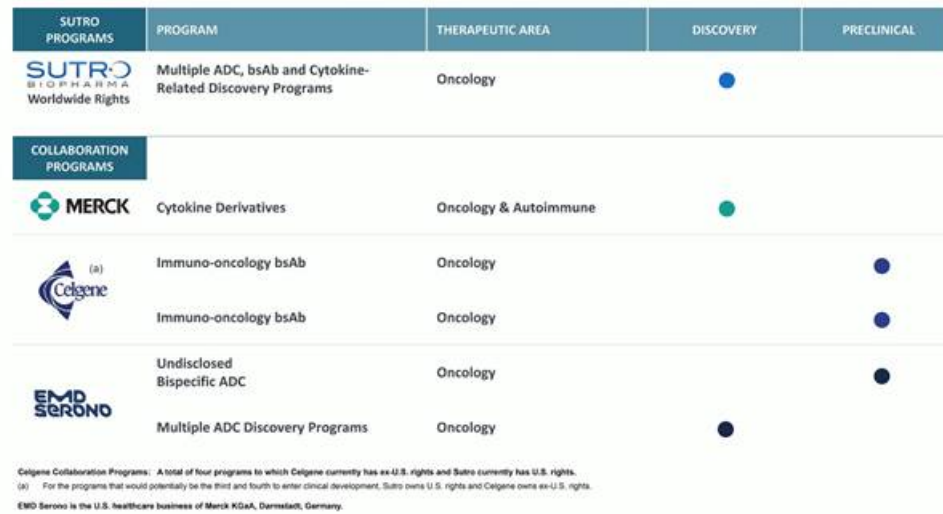 SUTRO
PROGRAMS
PROGRAM
THERAPEUTIC AREA
DISCOVERY
PRECLINICAL
SUTRO
BIOPHARMA
Worldwide Rights
Multiple ADC, bsAb and Cytokine-
Related Discovery Programs
Oncology
COLLABORATION
PROGRAMS
MERCK
Cytokine Derivatives
Oncology & Autoimmune
(a)
Celgene
Immuno-oncology bsAb
Oncology
Immuno-oncology bsAb
Oncology
EMD
SERONO
Undisclosed
Bispecific ADC
Oncology
Multiple ADC Discovery Programs
Oncology
Celgene Collaboration Programs: A total of four programs to which Celgene currently has ex-U.S. rights and Sutro currently has U.S. rights.
(a) For the programs that would potentially be the third and fourth to enter clinical development, Sutro owns U.S. rights and Celgene owns ex-U.S. rights.
EMD Serono is the U.S. healthcare business of Merck KGaA, Darmstadt, Germany.